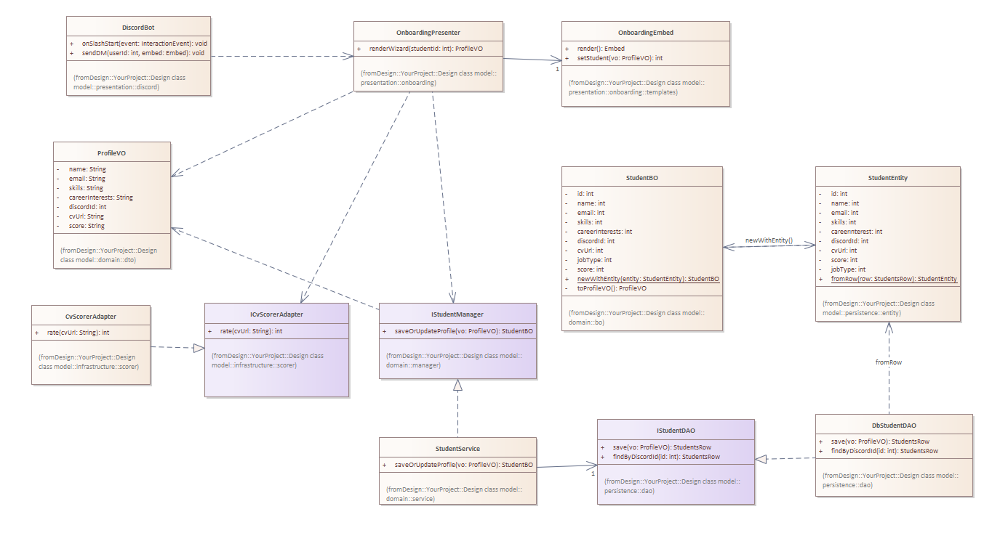 DiscordBot
+ onSlashStart(event: InteractionEvent): void
+ sendDM(userId: int, embed: Embed): void
(fromDesign::YourProject::Design class
model::presentation::discord)
OnboardingPresenter
+ renderWizard(studentId: int): ProfileVO
(fromDesign::YourProject::Design class model::
presentation::onboarding)
1
OnboardingEmbed
+ render(): Embed
+ setStudent(vo: ProfileVO): int
(fromDesign::YourProject::Design class model::
presentation::onboarding::templates)
ProfileVO
- name: String
- email: String
- skills: String
- careerInterests: String
- discordId: int
- cvUrl: String
- score: String
(fromDesign::YourProject::Design
class model::domain::dto)
StudentBO
- id: int
- name: int
- email: int
- skills: int
- careerInterests: int
- discordId: int
- cvUrl: int
- jobType: int
- score: int
+ newWithEntity(entity: StudentEntity): StudentBO
- toProfileVO(): ProfileVO
(fromDesign::YourProject::Design class model::
domain::bo)
newWithEntity()
StudentEntity
- id: int
- name: int
- email: int
- skills: int
- careerInterest: int
- discordId: int
- cvUrl: int
- score: int
- jobType: int
+ fromRow(row: StudentsRow): StudentEntity
(fromDesign::YourProject::Design class
model::persistence::entity)
CvScorerAdapter
+ rate(cvUrl: String): int
(fromDesign::YourProject::Design
class model::infrastructure::scorer)
ICvScorerAdapter
+ rate(cvUrl: String): int
(fromDesign::YourProject::Design class
model::infrastructure::scorer)
IStudentManager
+ saveOrUpdateProfile(vo: ProfileVO): StudentBO
(fromDesign::YourProject::Design class model::
domain::manager)
fromRow
StudentService
+ saveOrUpdateProfile(vo: ProfileVO): StudentBO
(fromDesign::YourProject::Design class model::
domain::service)
1
IStudentDAO
+ save(vo: ProfileVO): StudentsRow
+ findByDiscordId(id: int): StudentsRow
(fromDesign::YourProject::Design class model::
persistence::dao)
DbStudentDAO
+ save(vo: ProfileVO): StudentsRow
+ findByDiscordId(id: int): StudentsRow
(fromDesign::YourProject::Design class model::
persistence::dao)